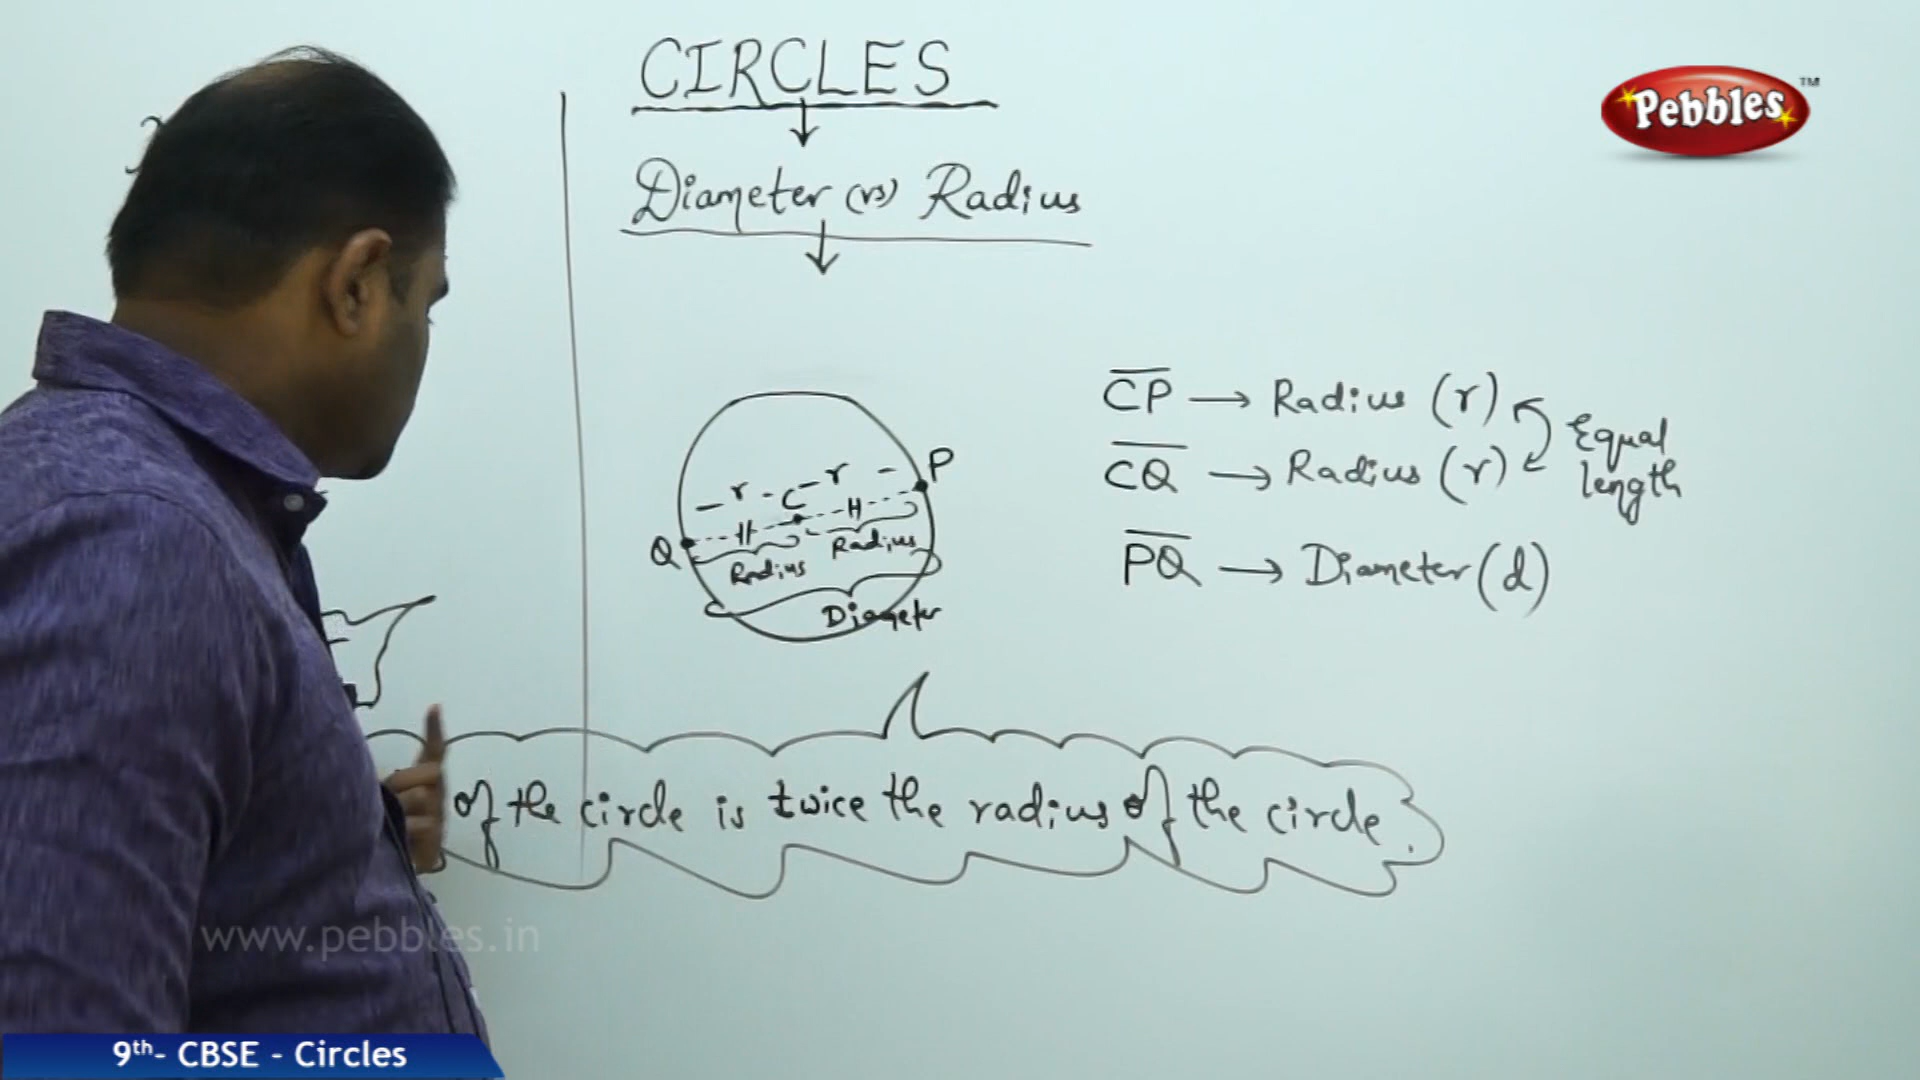 CIRCLES
Pebbles™
Diameter (vs) Radius
CP → Radius (r)
CQ → Radius (r)
Equal
length
PQ → Diameter (d)
P
r
r
C
Q
Radius
Radius
Diameter
of the circle is twice the radius of the circle.
www.pebbles.in
9th- CBSE - Circles